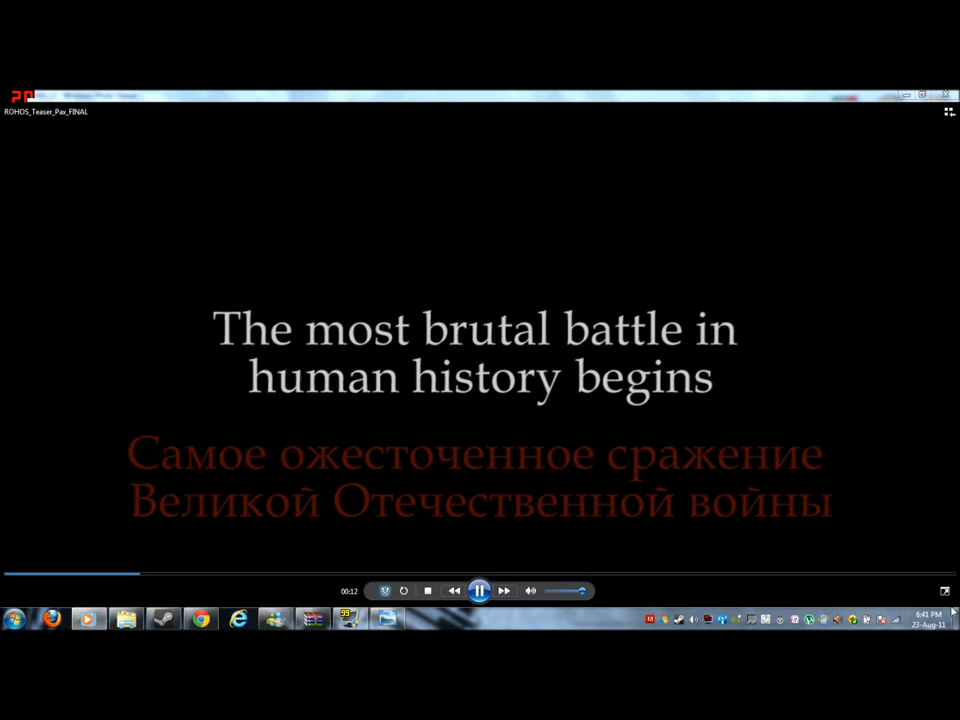 ROHOS_Teaser_Pax_FINAL
The most brutal battle in
human history begins
Самое ожесточенное сражение
Великой Отечественной войны
00:12
99
6:41 PM
23-Aug-11